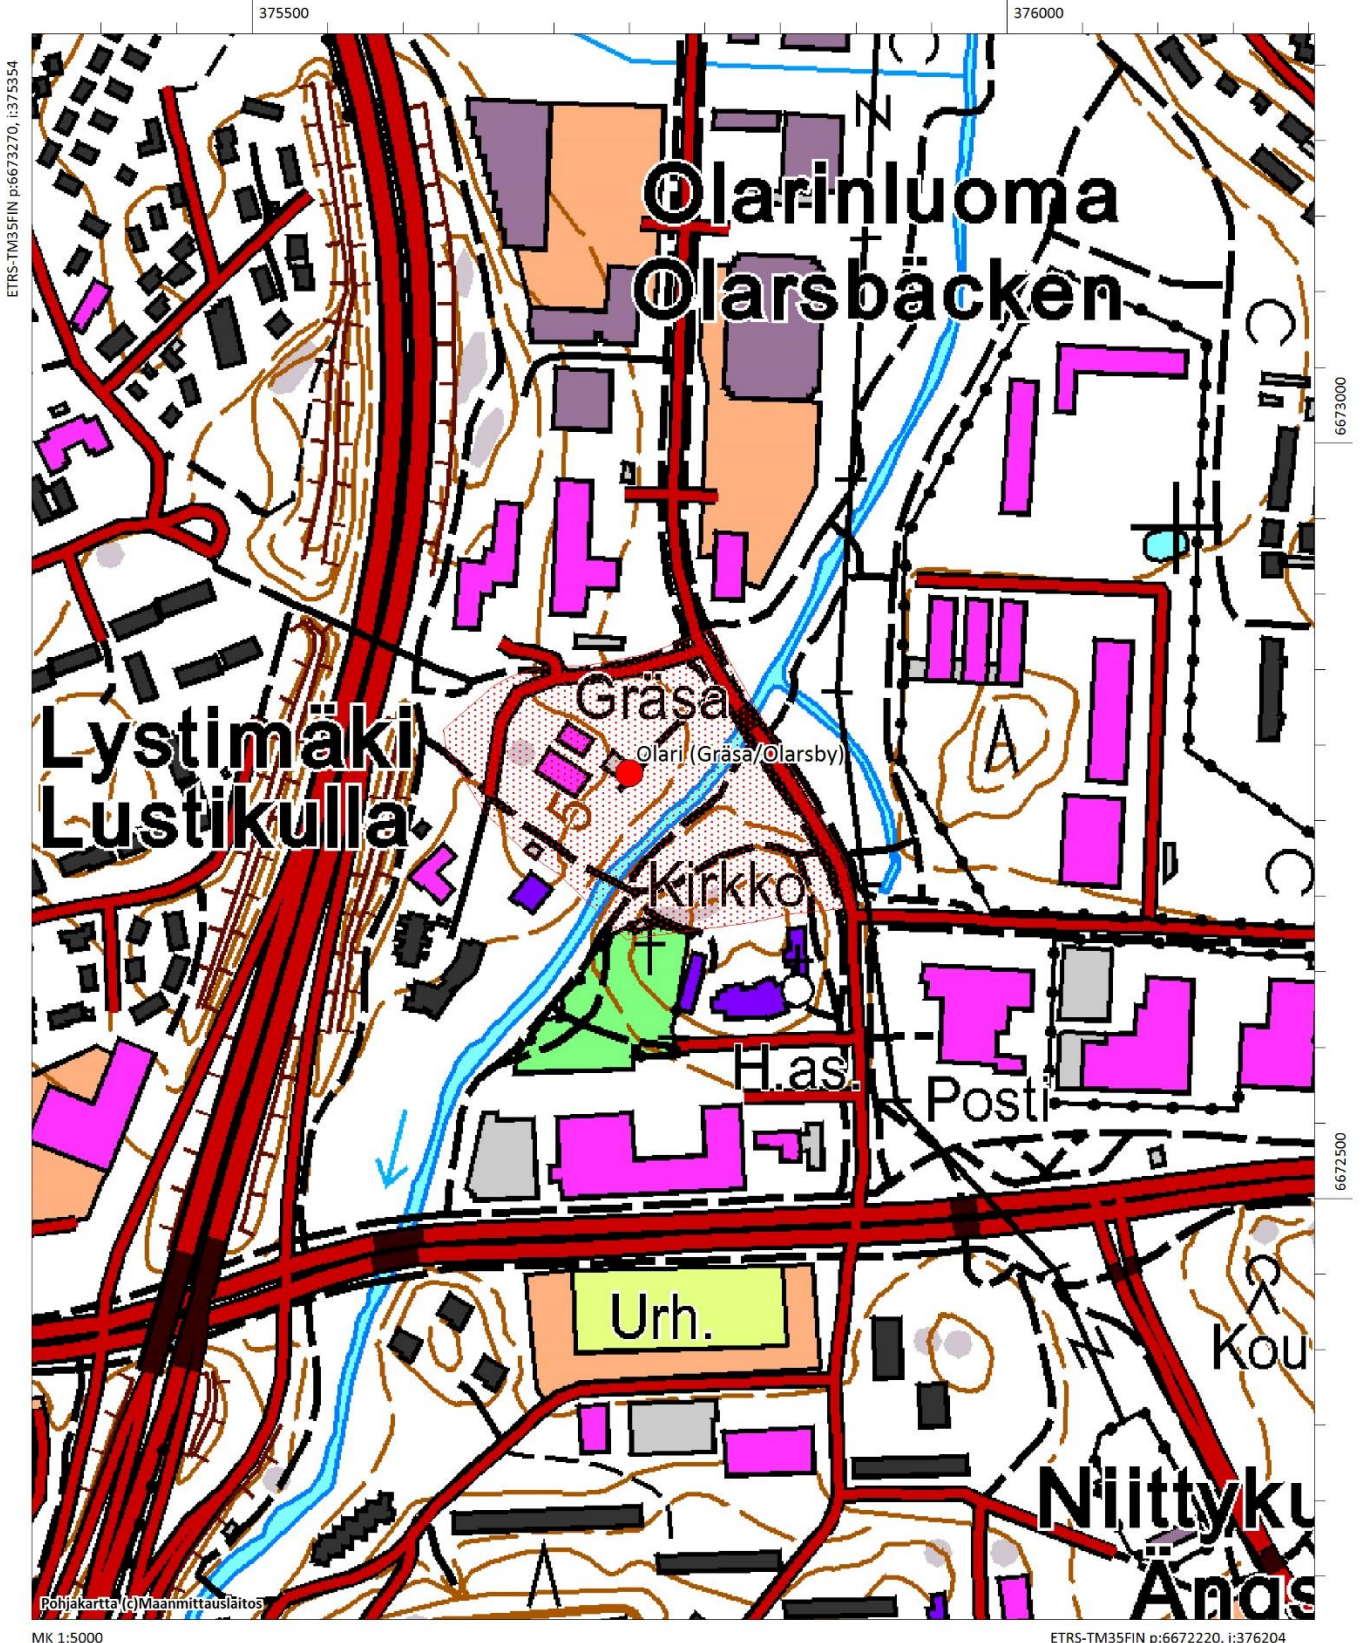 375500
376000
ETRS-TM35FIN p:6673270, i:375354
Olarinluoma
Olarsbäcken
6673000
Gräsa
Olari (Gräsa/Olarsby)
Lystimäki
Lustikulla
5
Kirkko
H.as.
Posti
6672500
Urh.
Kou
Niittyku
Ängs
Pohjakartta (c)Maanmittauslaitos
MK 1:5000
ETRS-TM35FIN p:6672220, i:376204